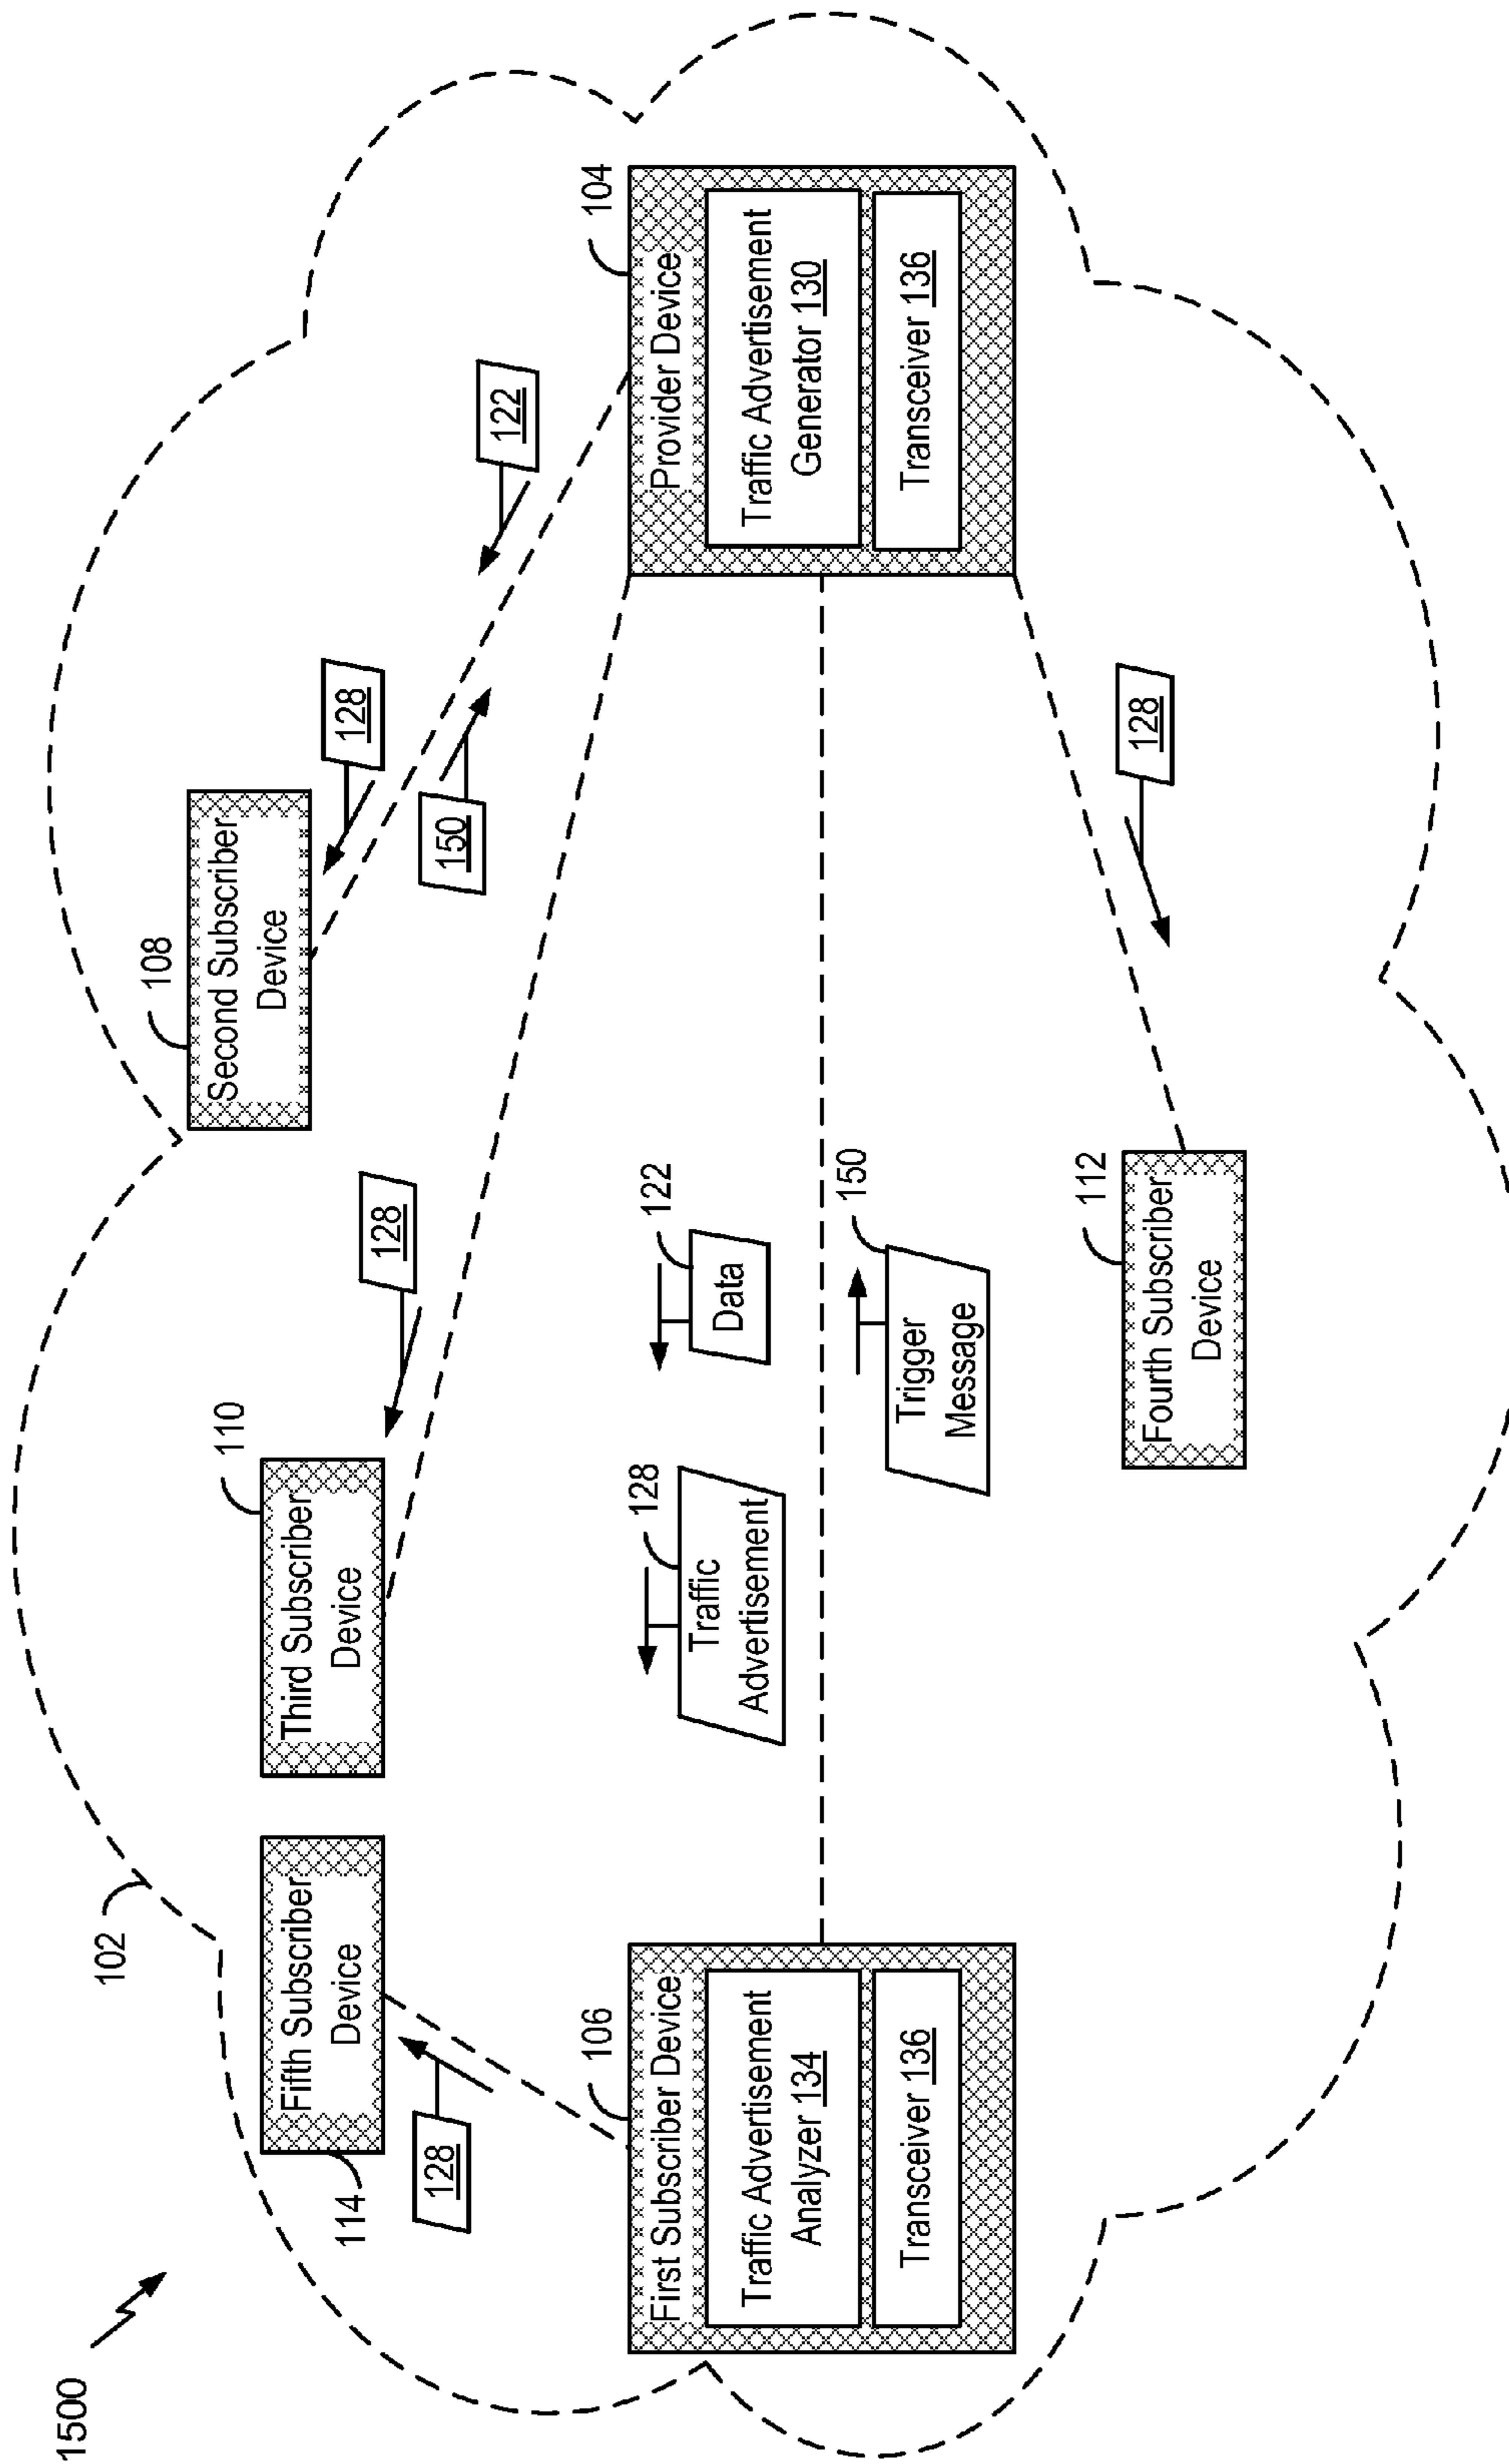 1500
102
114
Fifth Subscriber
Device
128
110
Third Subscriber
Device
128
108
Second Subscriber
Device
128
150
122
106
First Subscriber Device
Traffic Advertisement
Analyzer 134
Transceiver 136
128
Traffic
Advertisement
122
Data
150
Trigger
Message
104
Provider Device
Traffic Advertisement
Generator 130
Transceiver 136
112
Fourth Subscriber
Device
128